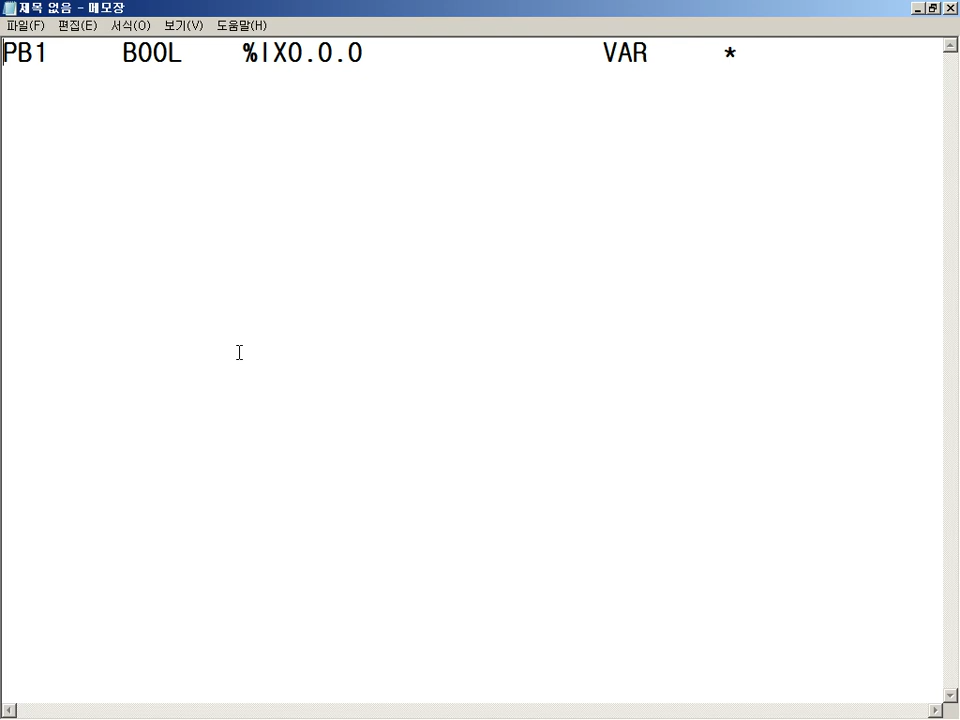 제목 없음 - 메모장
파일(F) 편집(E) 서식(O) 보기(V) 도움말(H)
PB1 BOOL %IX0.0.0 VAR *